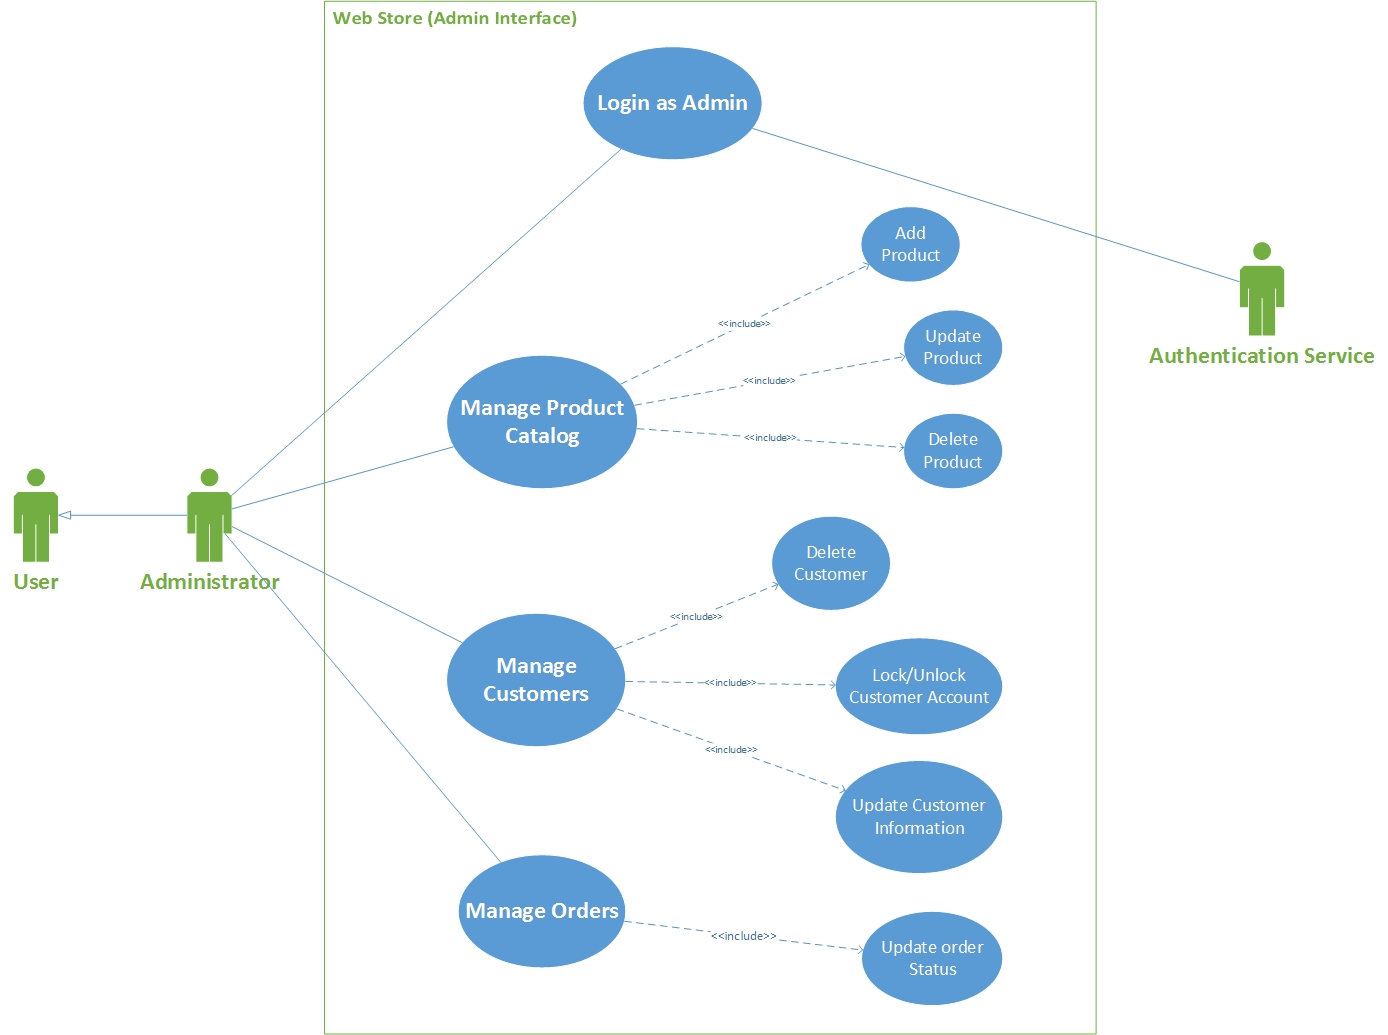 Web Store (Admin Interface)
Login as Admin
Add
Product
<<include>>
Update
Product
<<include>>
Authentication Service
Manage Product
Catalog
Delete
Product
<<include>>
User
Administrator
Delete
Customer
<<include>>
Manage
Customers
Lock/Unlock
Customer Account
<<include>>
<<include>>
Update Customer
Information
Manage Orders
<<include>>
Update order
Status